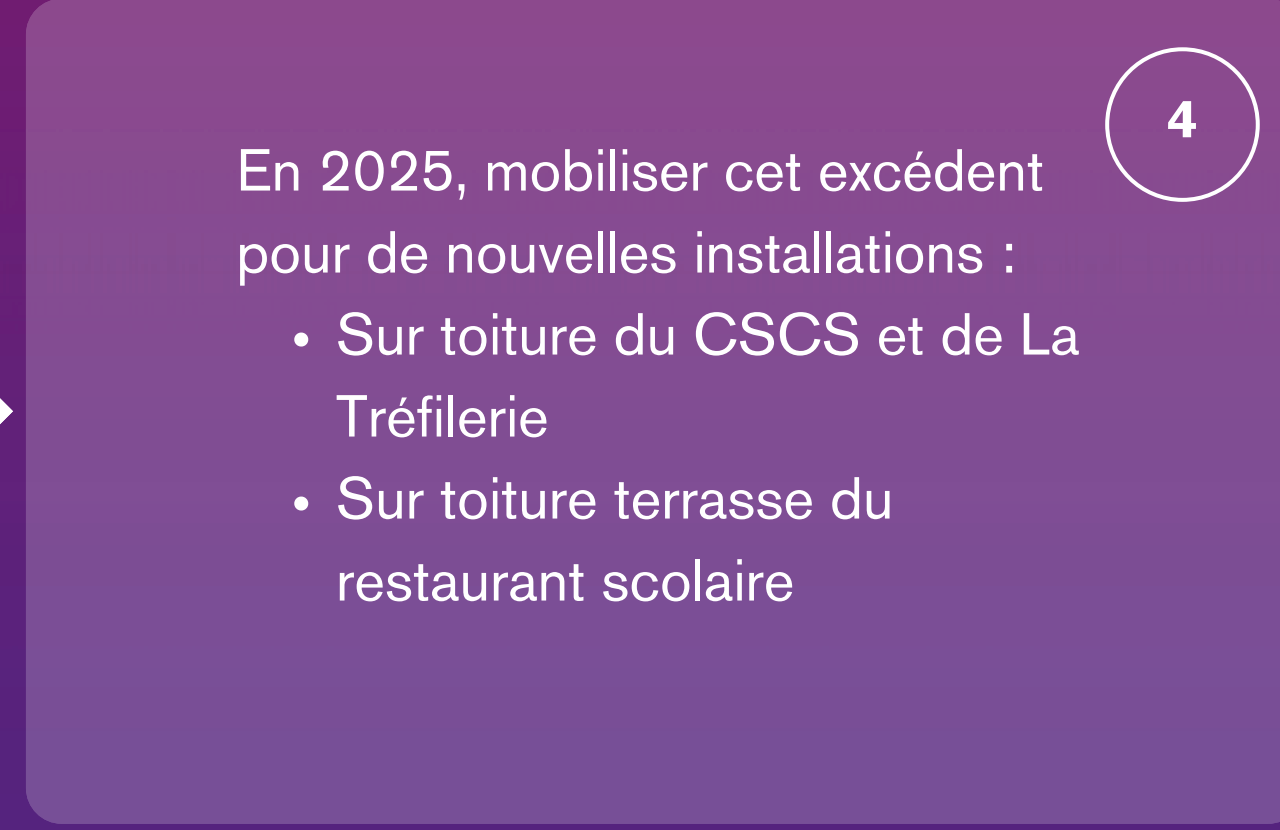 4
En 2025, mobiliser cet excédent
pour de nouvelles installations :
• Sur toiture du CSCS et de La
Tréfilerie
• Sur toiture terrasse du
restaurant scolaire